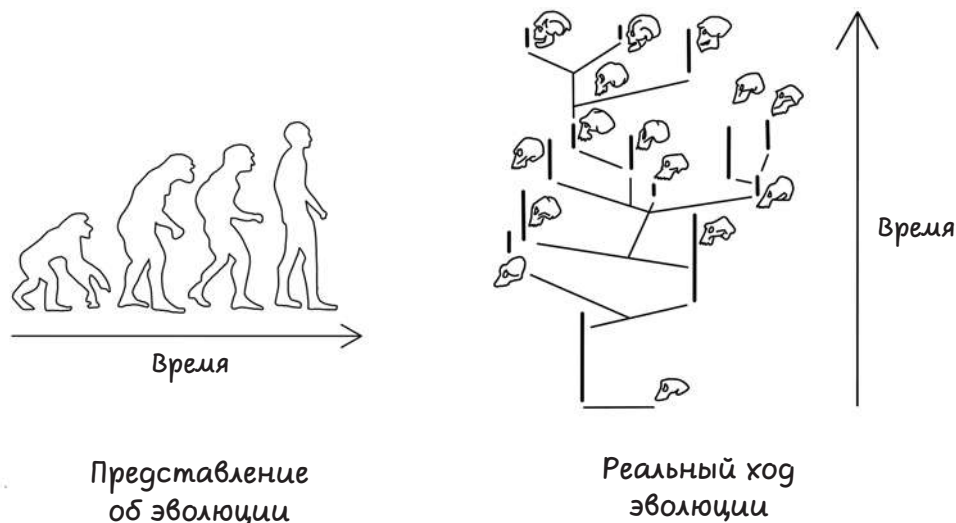 Время
Время
Представление
об эволюции
Реальный ход
эволюции